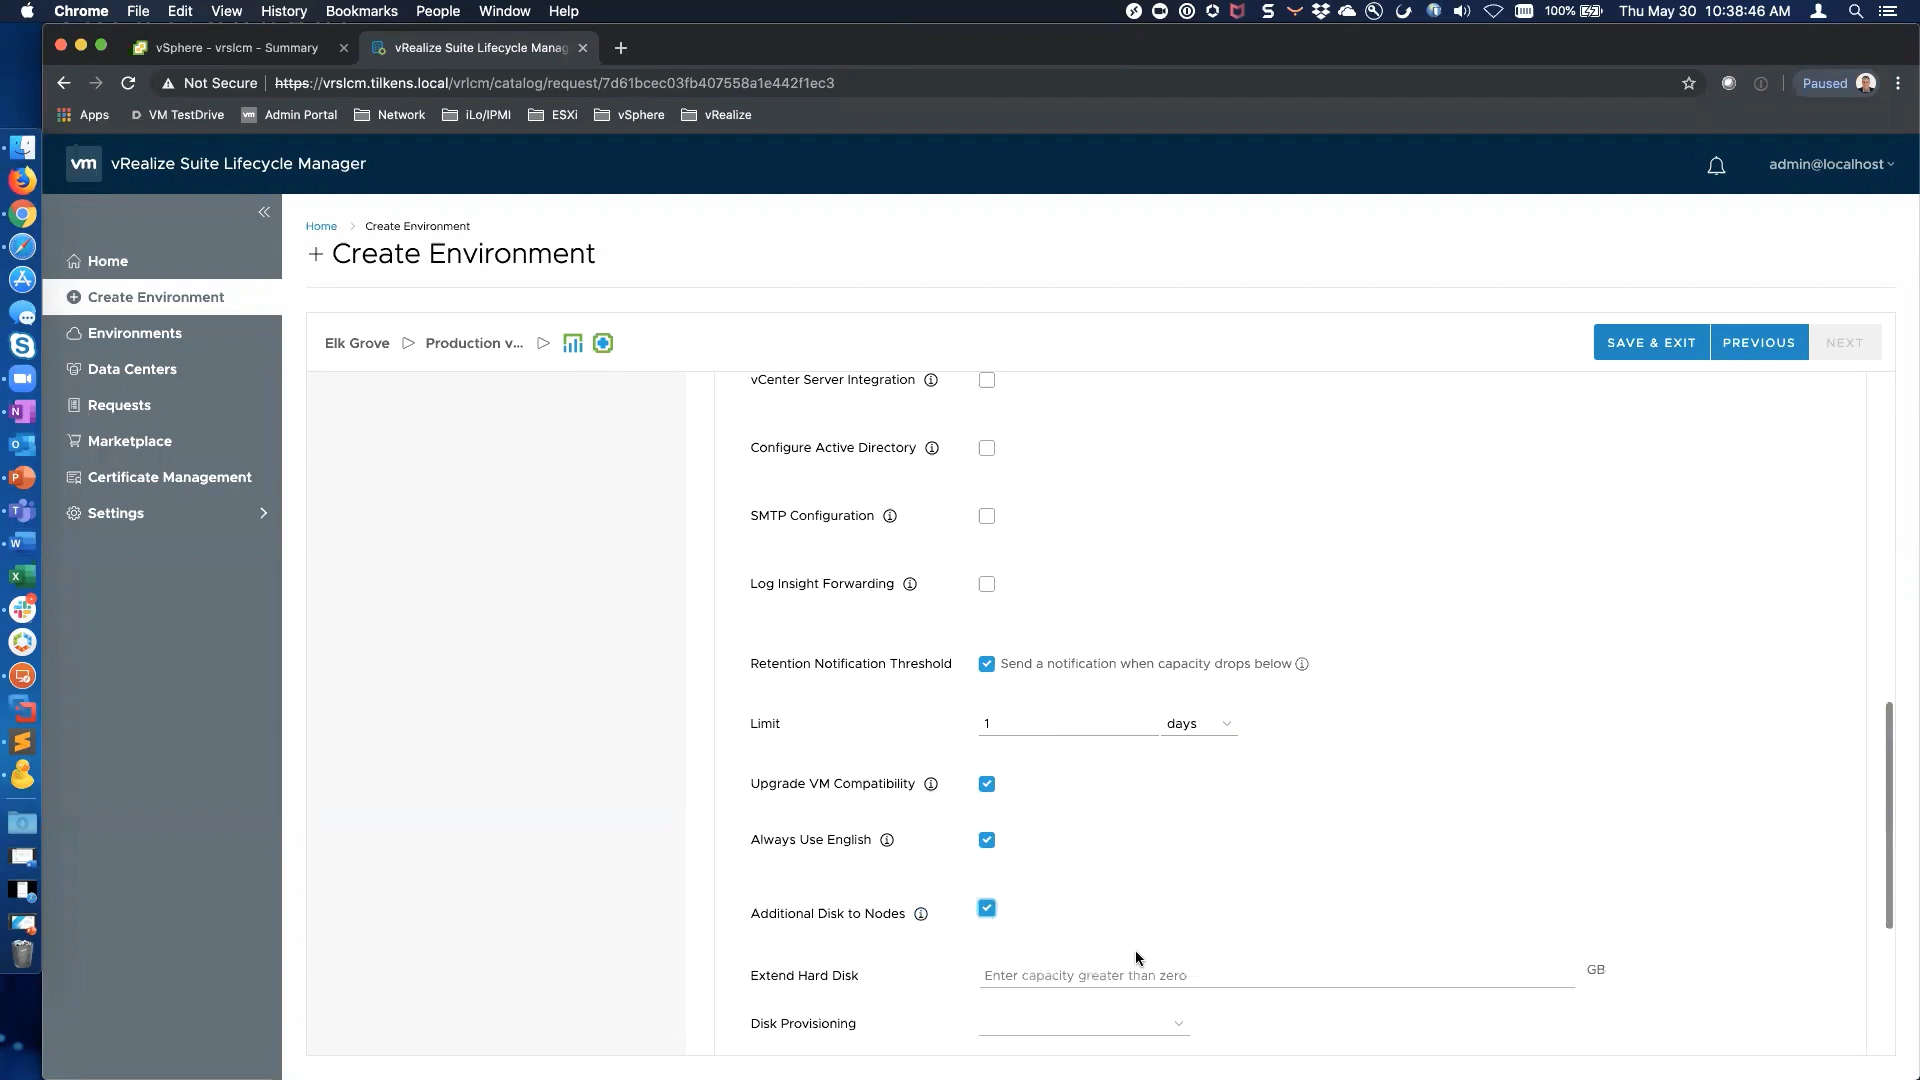 Chrome File Edit View History Bookmarks People Window Help 100% Thu May 30 10:38:46 AM
vSphere - vrslcm - Summary vRealize Suite Lifecycle Manag
Not Secure https://vrslcm.tilkens.local/vrlcm/catalog/request/7d61bcec03fb407558a1e442f1ec3 Paused
Apps VM TestDrive Admin Portal Network iLo/IPMI ESXi vSphere vRealize
vm vRealize Suite Lifecycle Manager admin@localhost
Home Create Environment
+ Create Environment
Home
Create Environment
Environments
Data Centers
Requests
Marketplace
Certificate Management
Settings
Elk Grove Production v... SAVE & EXIT PREVIOUS NEXT
vCenter Server Integration
Configure Active Directory
SMTP Configuration
Log Insight Forwarding
Retention Notification Threshold Send a notification when capacity drops below
Limit 1 days
Upgrade VM Compatibility
Always Use English
Additional Disk to Nodes
Extend Hard Disk Enter capacity greater than zero GB
Disk Provisioning